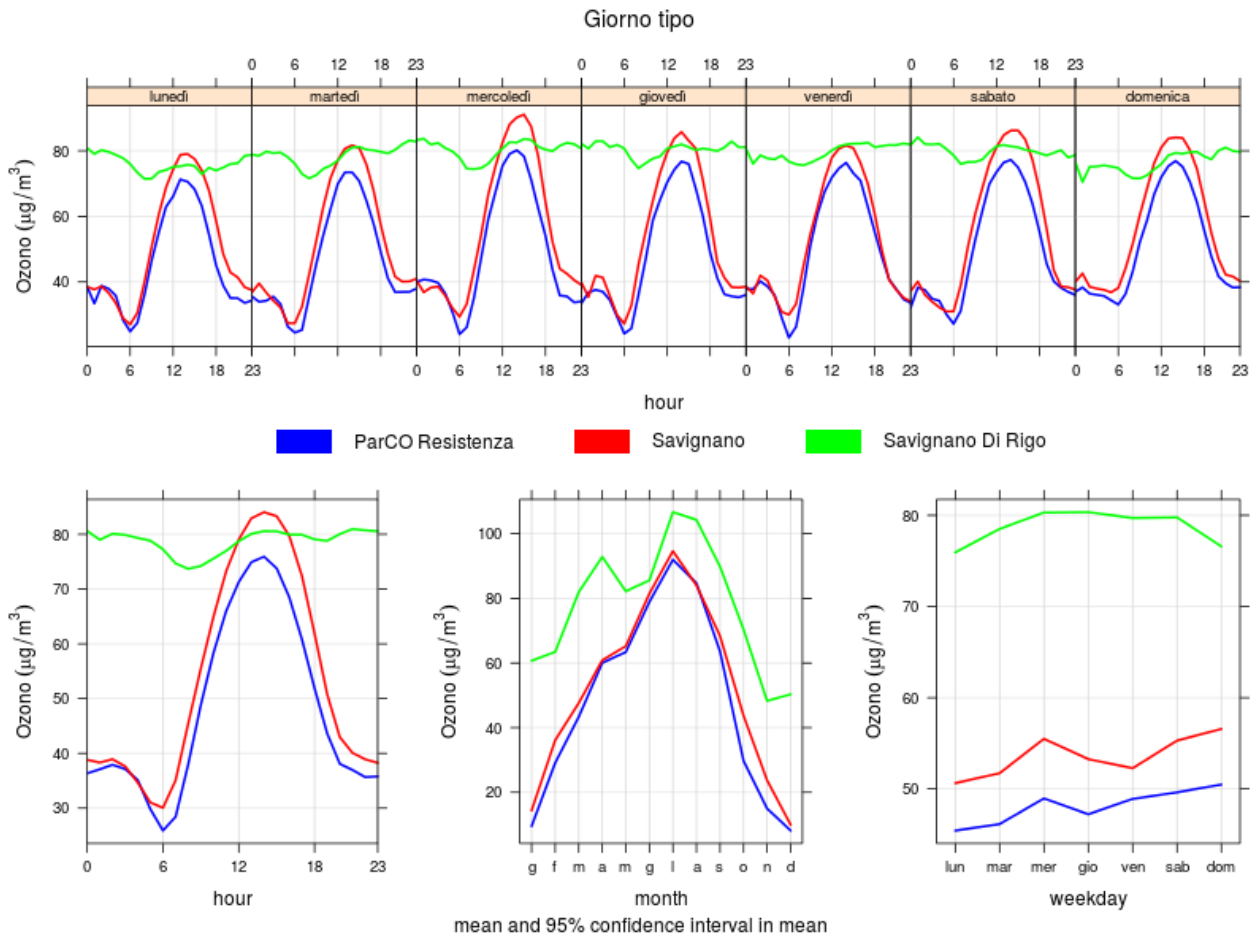 Giorno tipo
0 6 12 18 23 0 6 12 18 23 0 6 12 18 23
lunedì martedì mercoledì giovedì venerdì sabato domenica
Ozono (μg/m³)
80
60
40
0 6 12 18 23 0 6 12 18 23 0 6 12 18 23 0 6 12 18 23
hour
ParCO Resistenza Savignano Savignano Di Rigo
Ozono (μg/m³)
80
70
60
50
40
30
0 6 12 18 23
hour
Ozono (μg/m³)
100
80
60
40
20
g f m a m g l a s o n d
month
Ozono (μg/m³)
80
70
60
50
lun mar mer gio ven sab dom
weekday
mean and 95% confidence interval in mean